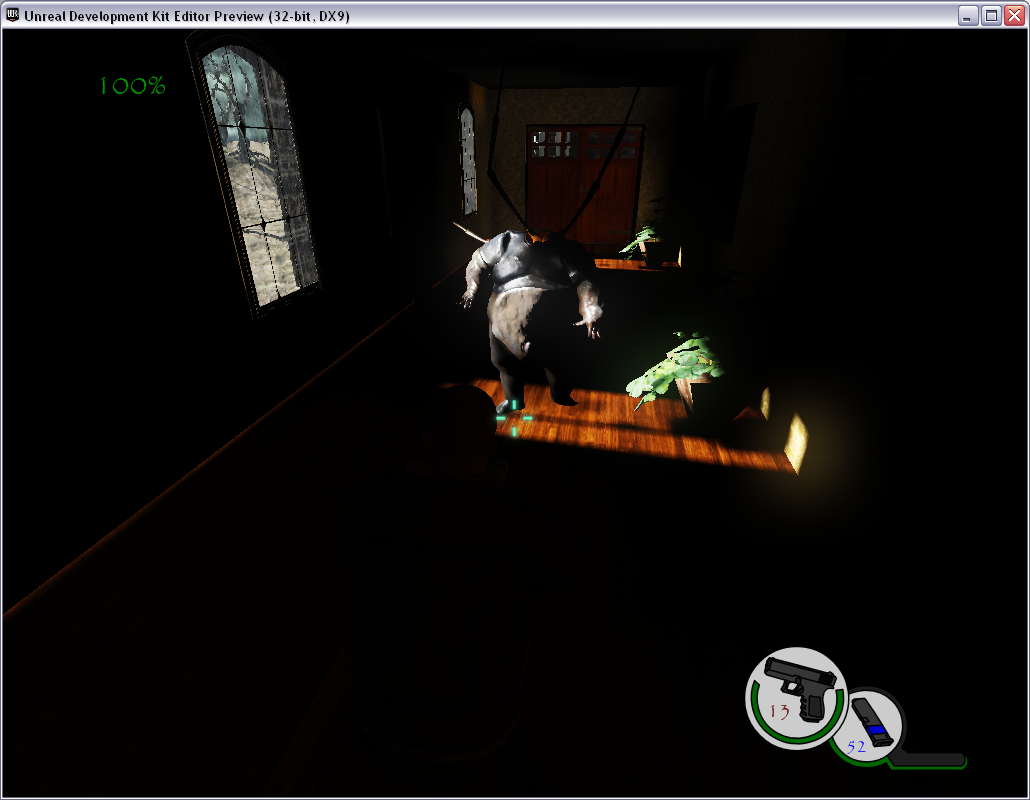 Unreal Development Kit Editor Preview (32-bit, DX9)
100%
13
52